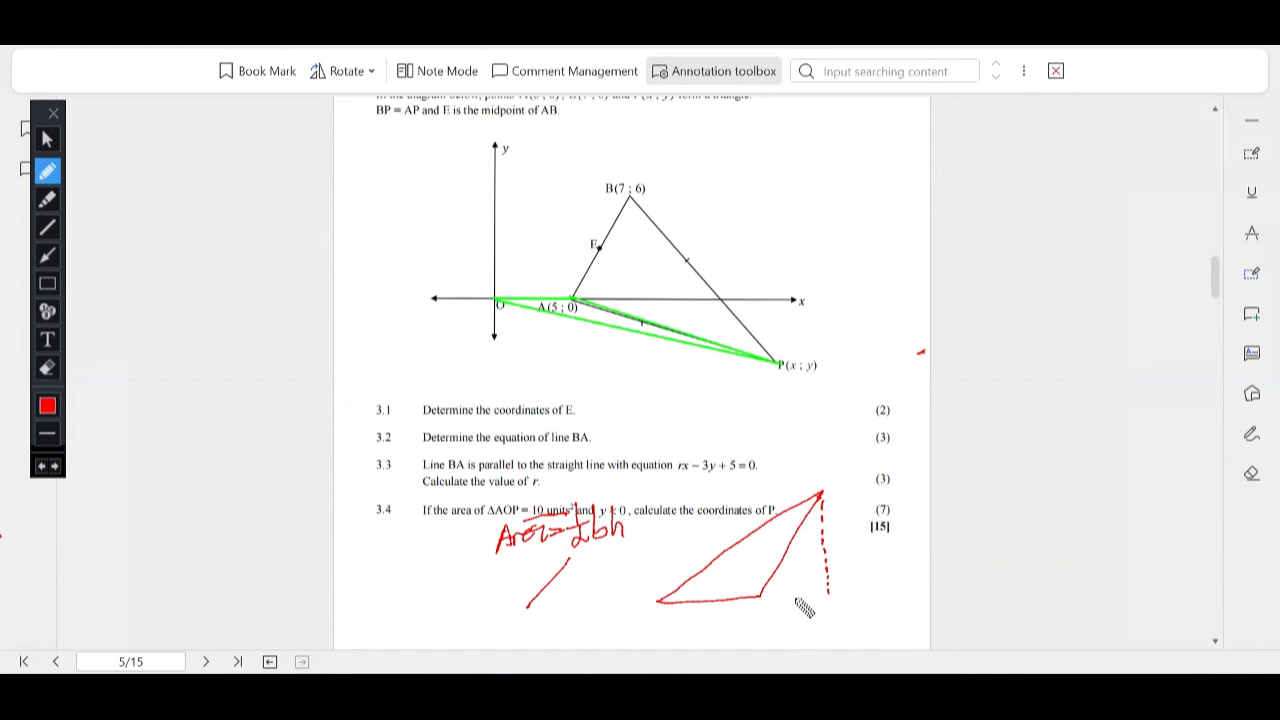 Book Mark Rotate Note Mode Comment Management Annotation toolbox Input searching content
BP = AP and E is the midpoint of AB.
y
B(7 ; 6)
E
x
O A(5 ; 0)
P(x ; y)
3.1 Determine the coordinates of E. (2)
3.2 Determine the equation of line BA. (3)
3.3 Line BA is parallel to the straight line with equation rx − 3y + 5 = 0.
Calculate the value of r. (3)
3.4 If the area of ΔAOP = 10 units² and y < 0, calculate the coordinates of P. (7)
[15]
Area = 1/2 bh
5/15